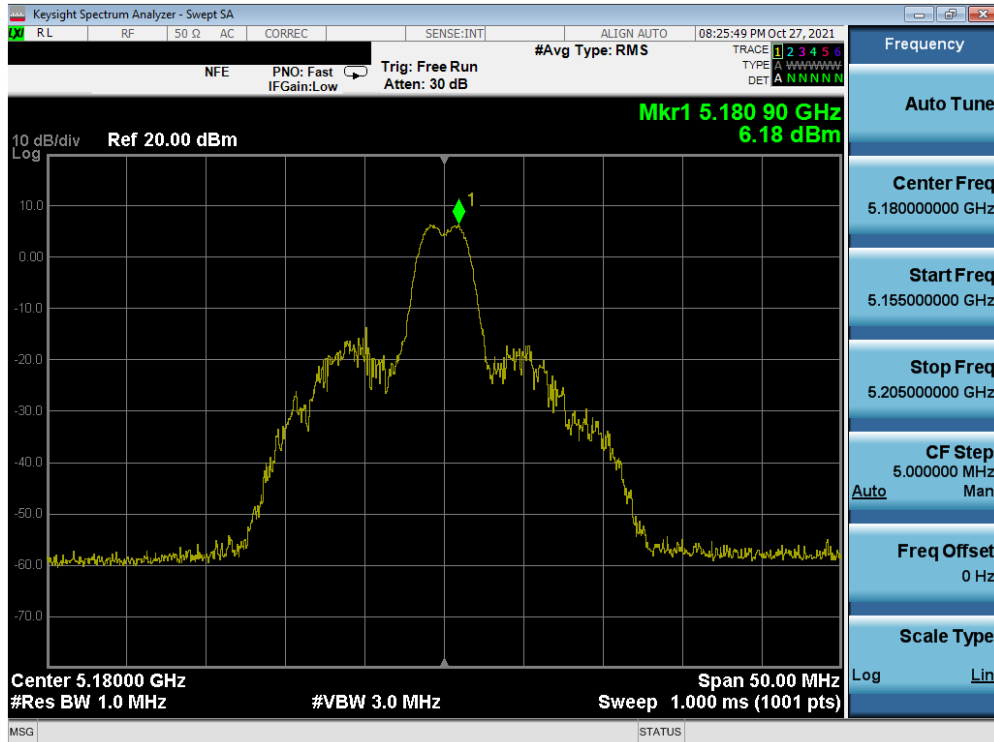 Keysight Spectrum Analyzer - Swept SA
LXI RL RF 50 Ω AC CORREC SENSE:INT ALIGN AUTO 08:25:49 PM Oct 27, 2021
#Avg Type: RMS TRACE 1 2 3 4 5 6
NFE PNO: Fast Trig: Free Run TYPE A WWWWW
IFGain:Low Atten: 30 dB DET A N N N N N
Mkr1 5.180 90 GHz
6.18 dBm
10 dB/div Ref 20.00 dBm
Log
1
10.0
0.00
-10.0
-20.0
-30.0
-40.0
-50.0
-60.0
-70.0
Center 5.18000 GHz Span 50.00 MHz
#Res BW 1.0 MHz #VBW 3.0 MHz Sweep 1.000 ms (1001 pts)
MSG STATUS
Frequency
Auto Tune
Center Freq
5.180000000 GHz
Start Freq
5.155000000 GHz
Stop Freq
5.205000000 GHz
CF Step
5.000000 MHz
Auto Man
Freq Offset
0 Hz
Scale Type
Log Lin